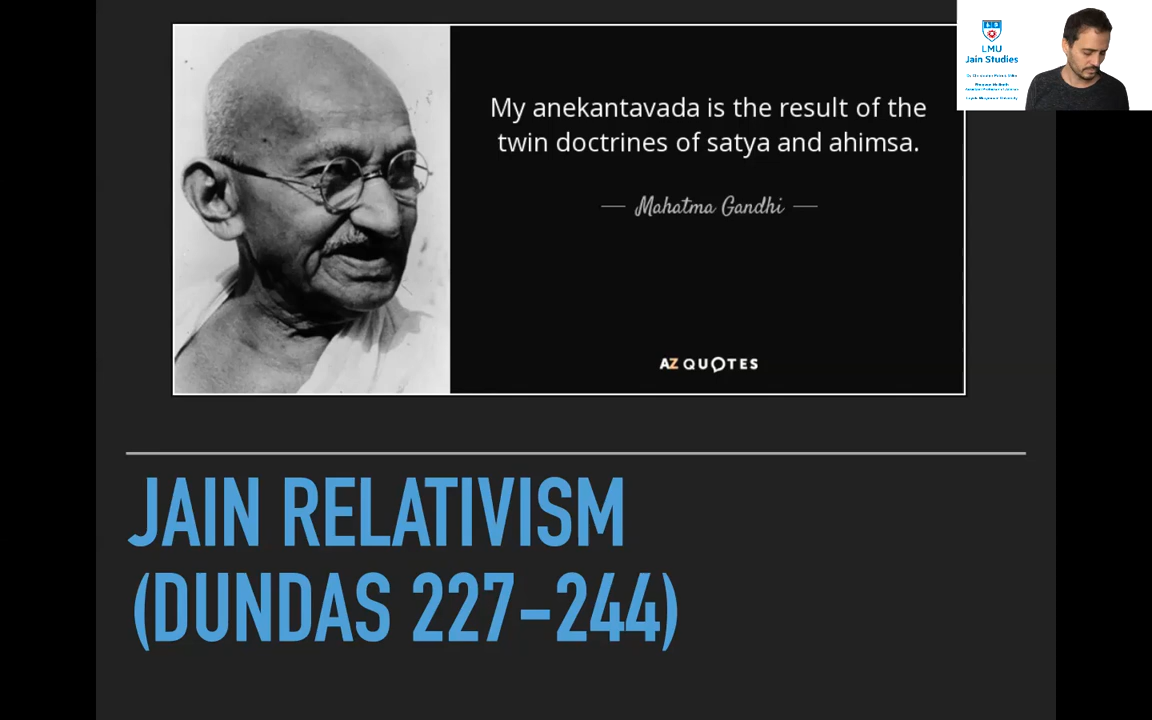 My anekantavada is the result of the
twin doctrines of satya and ahimsa.
Mahatma Gandhi
AZ QUOTES
LMU
Jain Studies
JAIN RELATIVISM
(DUNDAS 227-244)